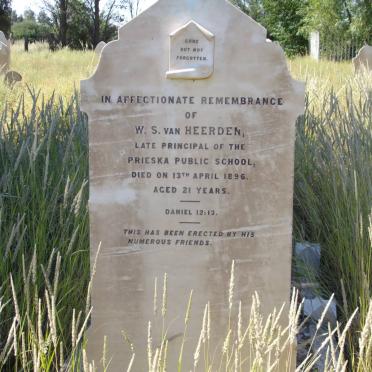 GONE
BUT NOT
FORGOTTEN.
IN AFFECTIONATE REMEMBRANCE
OF
W. S. VAN HEERDEN,
LATE PRINCIPAL OF THE
PRIESKA PUBLIC SCHOOL,
DIED ON 13TH APRIL 1896,
AGED 21 YEARS.
DANIEL 12:13.
THIS HAS BEEN ERECTED BY HIS
NUMEROUS FRIENDS.